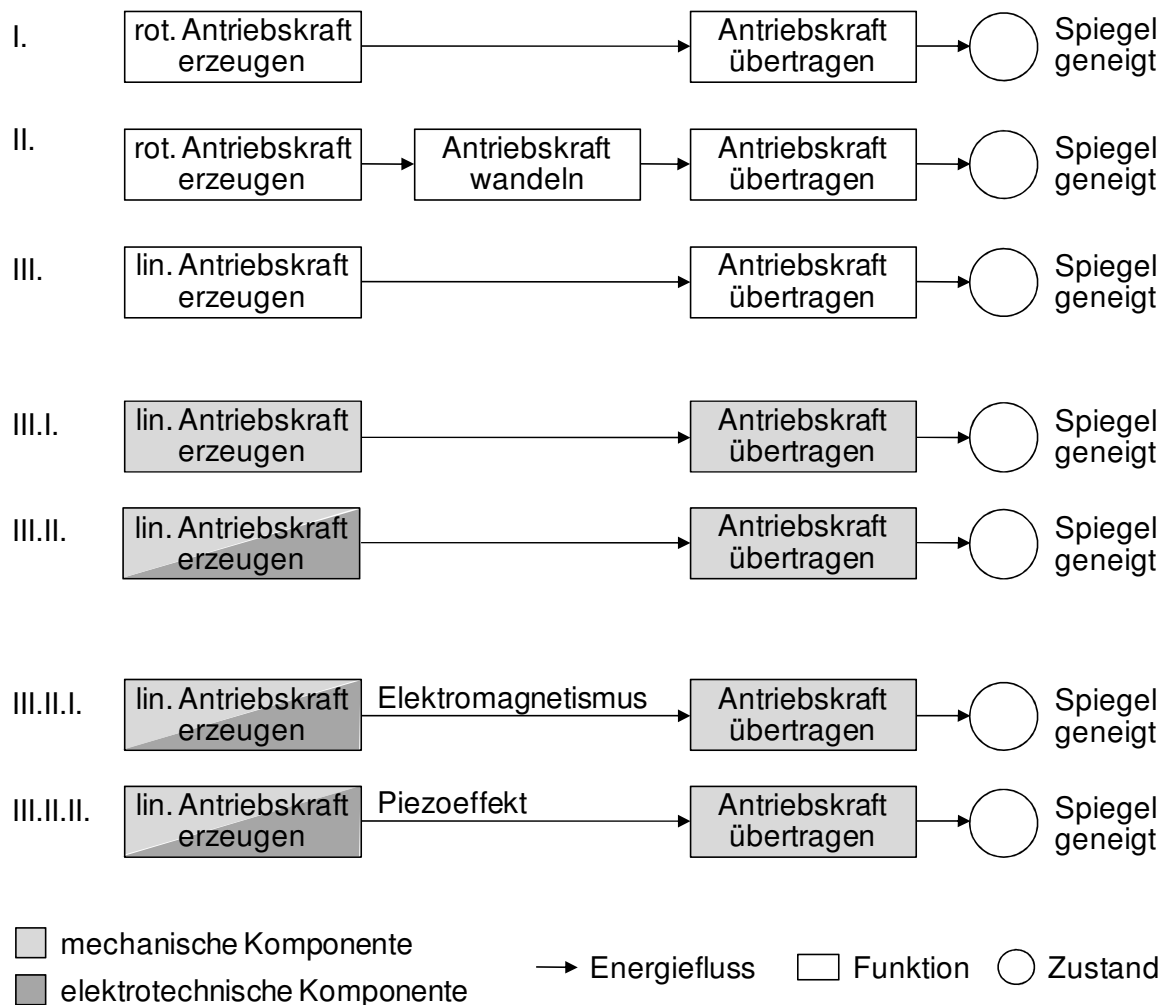 I.
rot. Antriebskraft
erzeugen
Antriebskraft
übertragen
Spiegel
geneigt
II.
rot. Antriebskraft
erzeugen
Antriebskraft
wandeln
Antriebskraft
übertragen
Spiegel
geneigt
III.
lin. Antriebskraft
erzeugen
Antriebskraft
übertragen
Spiegel
geneigt
III.I.
lin. Antriebskraft
erzeugen
Antriebskraft
übertragen
Spiegel
geneigt
III.II.
lin. Antriebskraft
erzeugen
Antriebskraft
übertragen
Spiegel
geneigt
III.II.I.
lin. Antriebskraft
erzeugen
Elektromagnetismus
Antriebskraft
übertragen
Spiegel
geneigt
III.II.II.
lin. Antriebskraft
erzeugen
Piezoeffekt
Antriebskraft
übertragen
Spiegel
geneigt
mechanische Komponente
elektrotechnische Komponente
Energiefluss
Funktion
Zustand